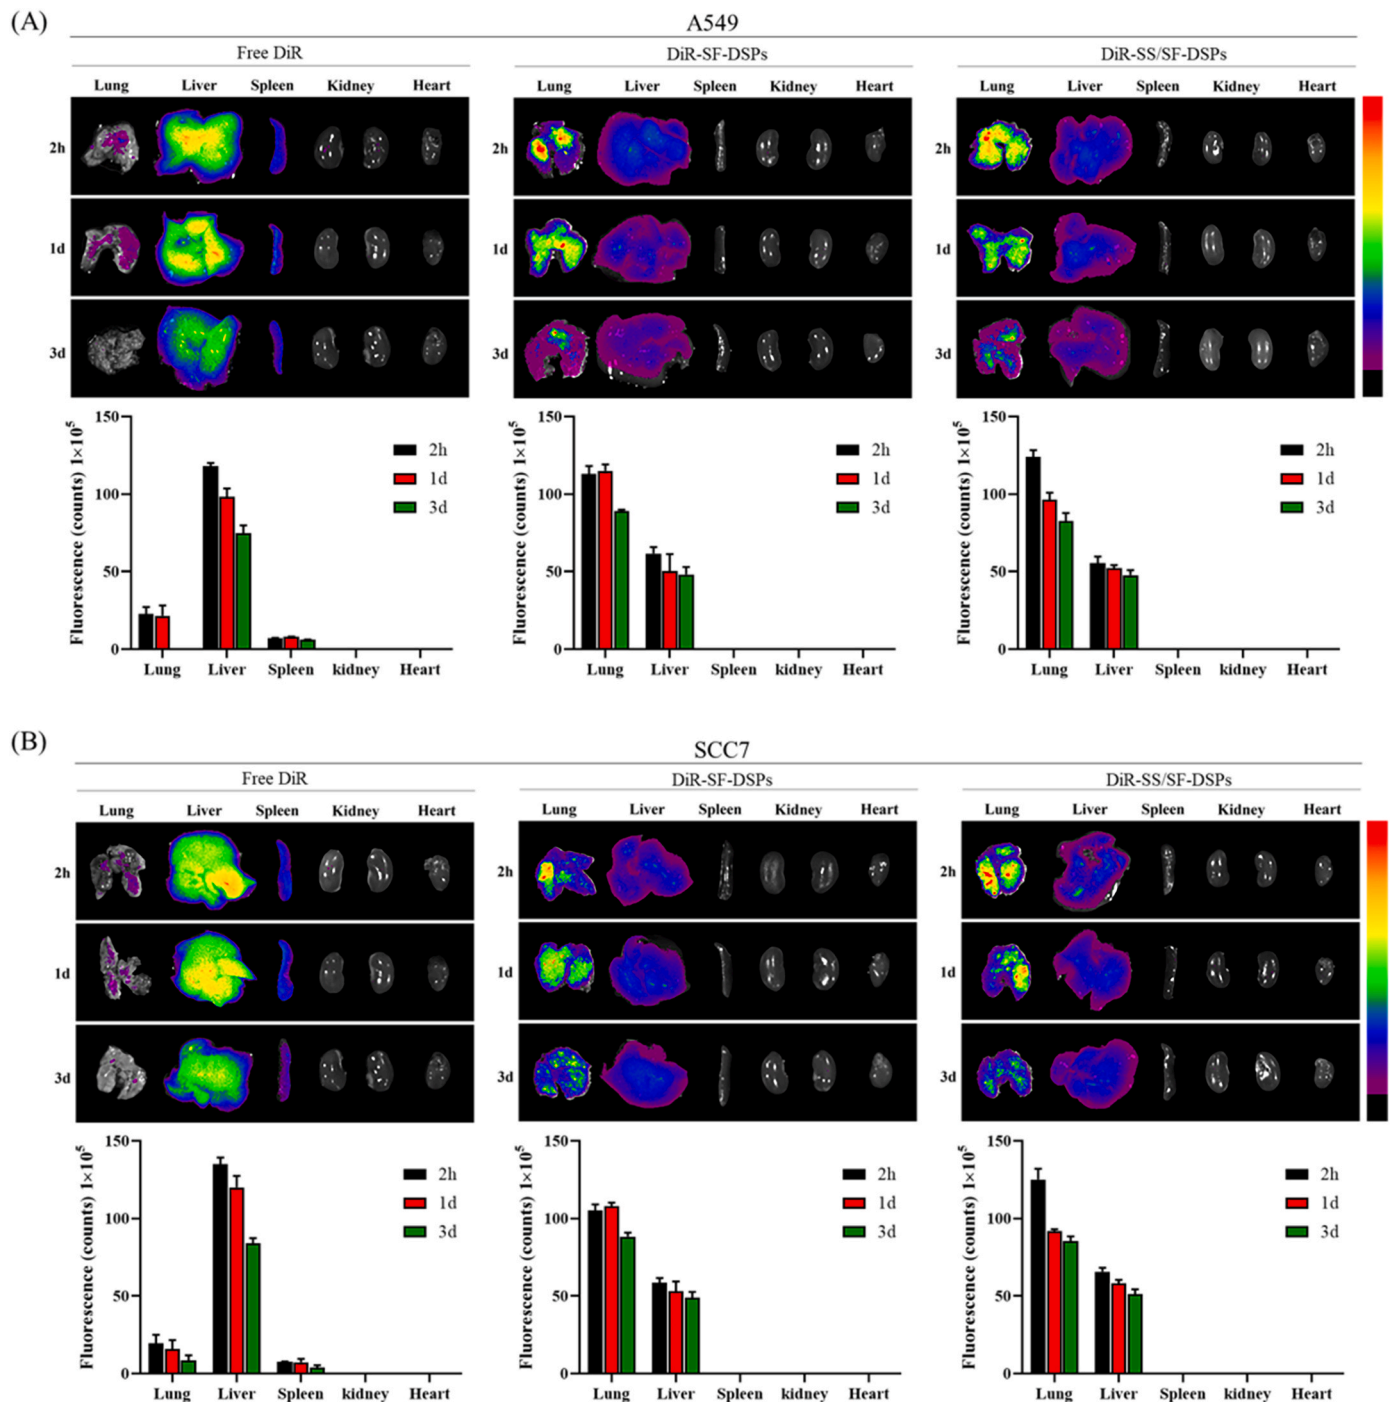 (A)
A549
Free DiR DiR-SF-DSPs DiR-SS/SF-DSPs
Lung Liver Spleen Kidney Heart Lung Liver Spleen Kidney Heart Lung Liver Spleen Kidney Heart
2h 2h 2h
1d 1d 1d
3d 3d 3d
Fluorescence (counts) 1×10⁵
150
100
50
0
2h
1d
3d
Lung Liver Spleen kidney Heart
Fluorescence (counts) 1×10⁵
150
100
50
0
2h
1d
3d
Lung Liver Spleen kidney Heart
Fluorescence (counts) 1×10⁵
150
100
50
0
2h
1d
3d
Lung Liver Spleen kidney Heart
(B)
SCC7
Free DiR DiR-SF-DSPs DiR-SS/SF-DSPs
Lung Liver Spleen Kidney Heart Lung Liver Spleen Kidney Heart Lung Liver Spleen Kidney Heart
2h 2h 2h
1d 1d 1d
3d 3d 3d
Fluorescence (counts) 1×10⁵
150
100
50
0
2h
1d
3d
Lung Liver Spleen kidney Heart
Fluorescence (counts) 1×10⁵
150
100
50
0
2h
1d
3d
Lung Liver Spleen kidney Heart
Fluorescence (counts) 1×10⁵
150
100
50
0
2h
1d
3d
Lung Liver Spleen kidney Heart